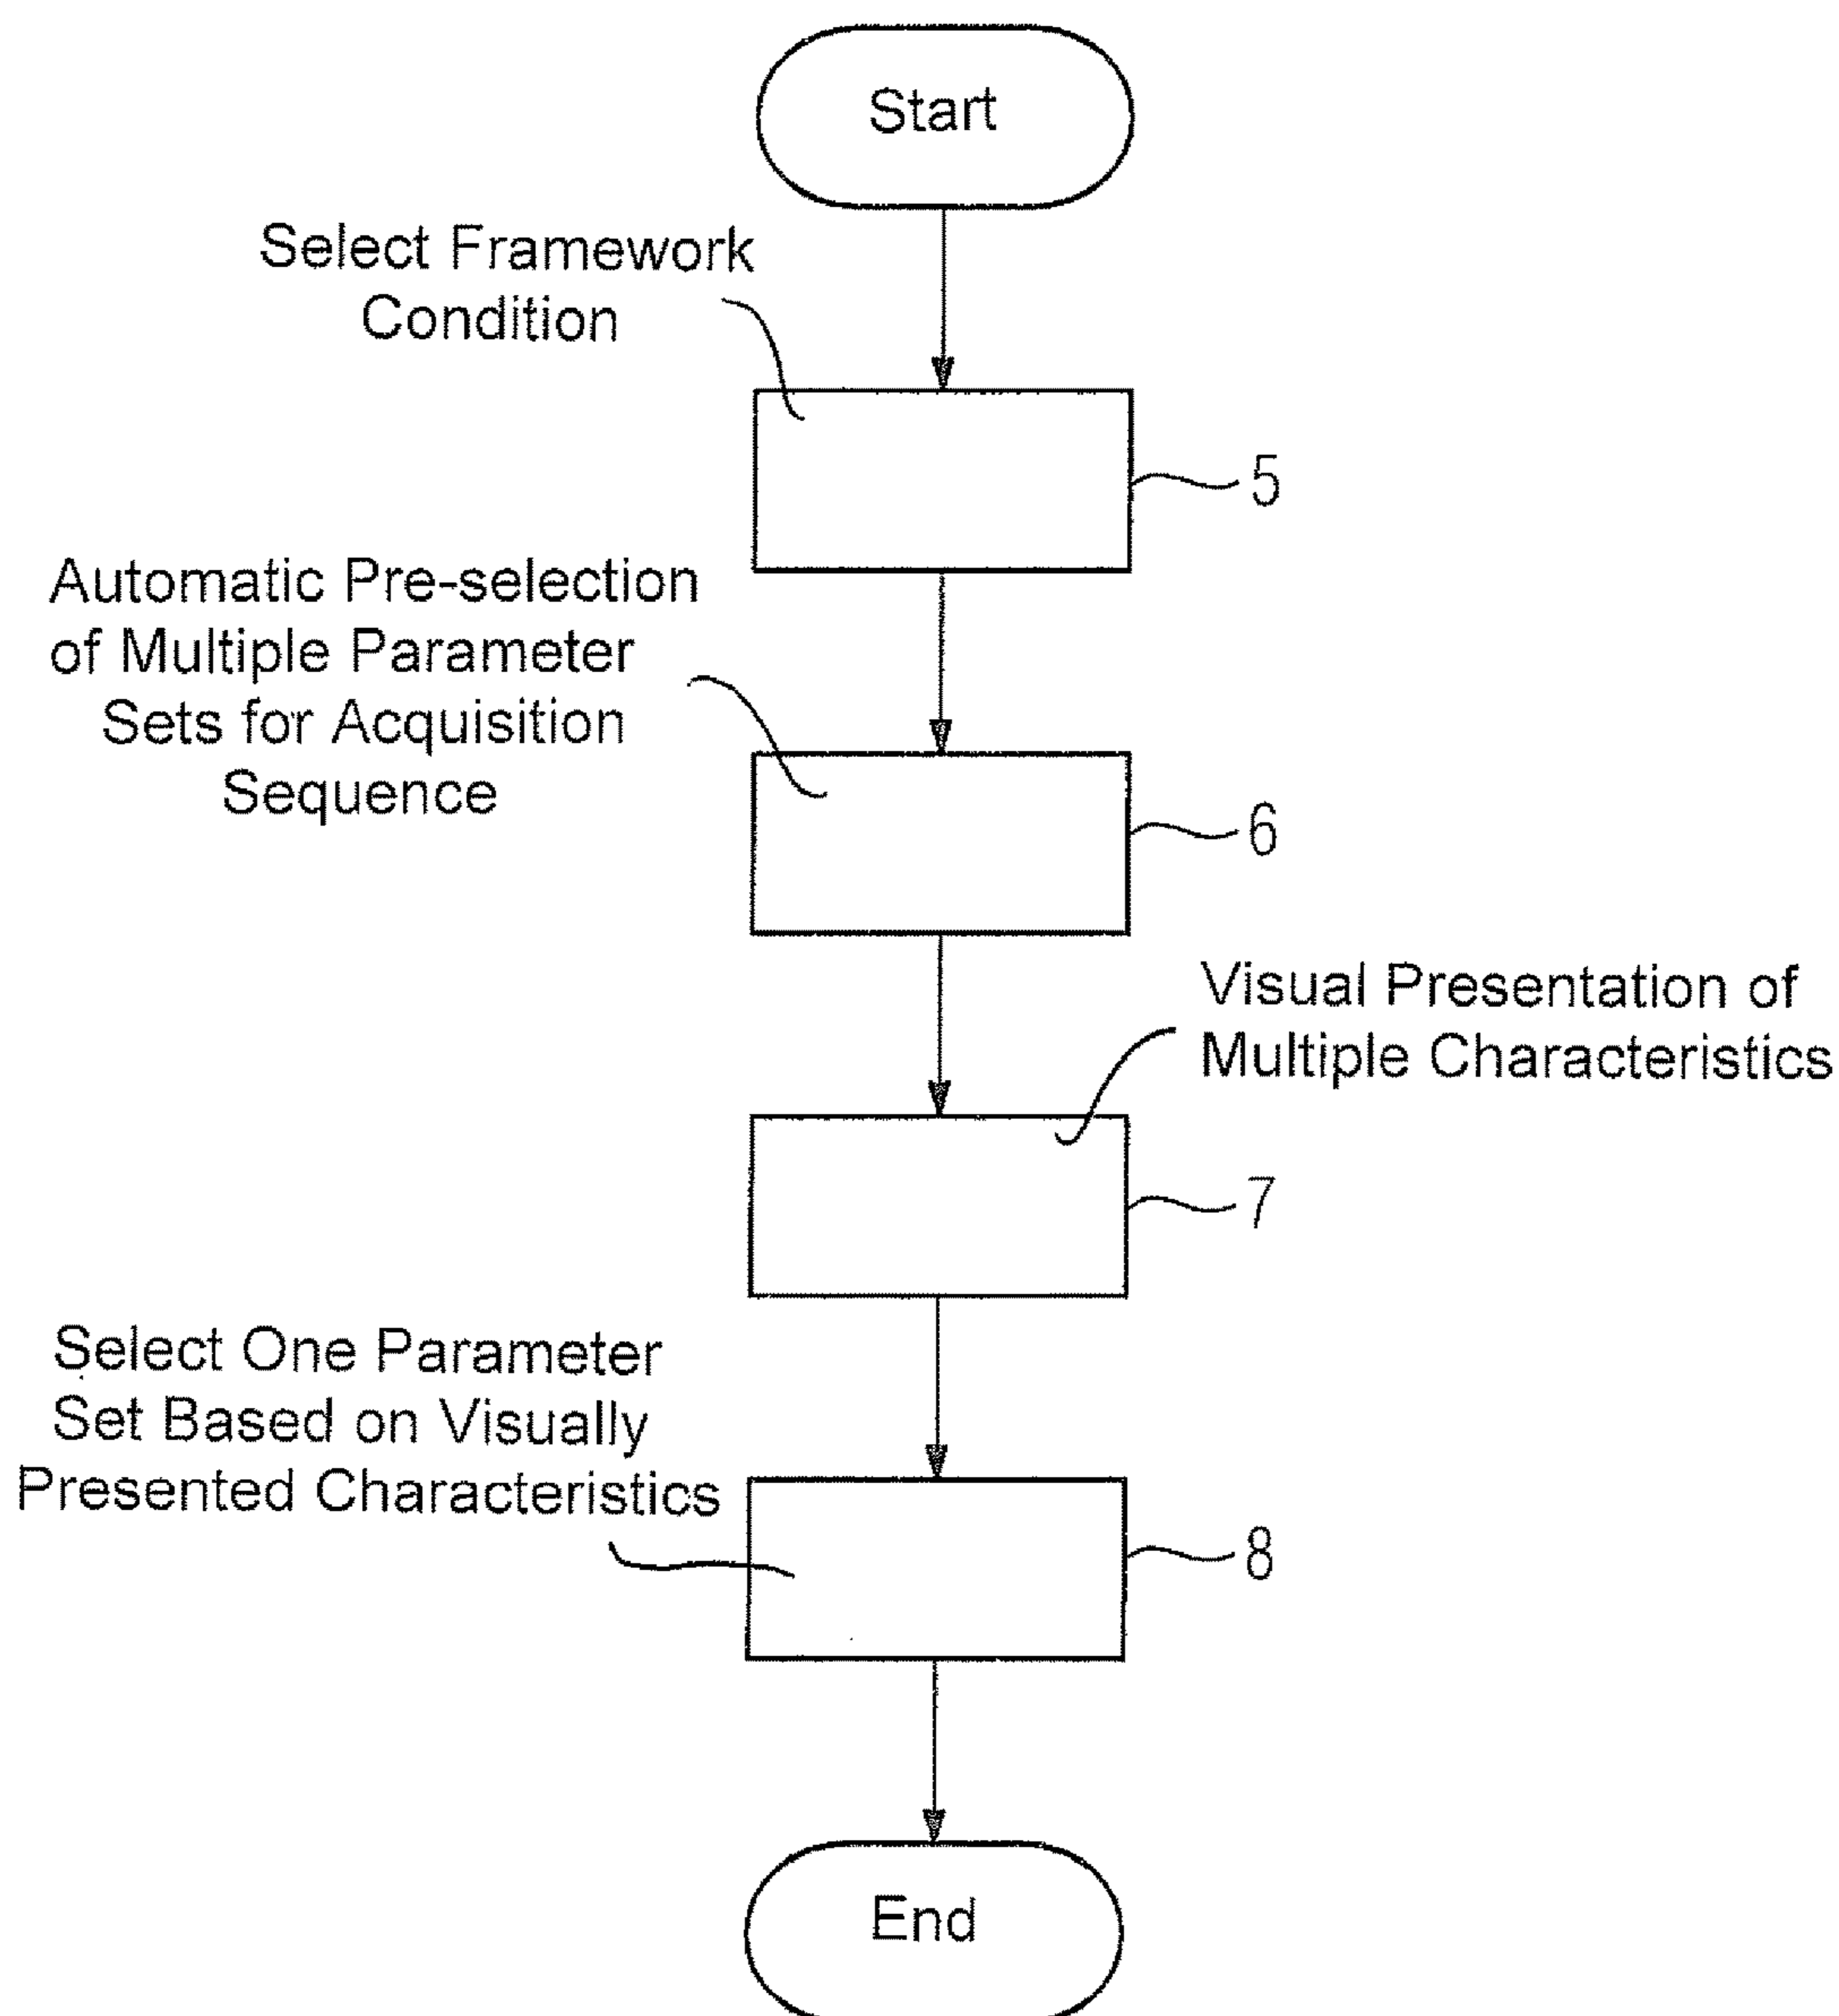 Start
Select Framework
Condition
5
Automatic Pre-selection
of Multiple Parameter
Sets for Acquisition
Sequence
6
Visual Presentation of
Multiple Characteristics
7
Select One Parameter
Set Based on Visually
Presented Characteristics
8
End